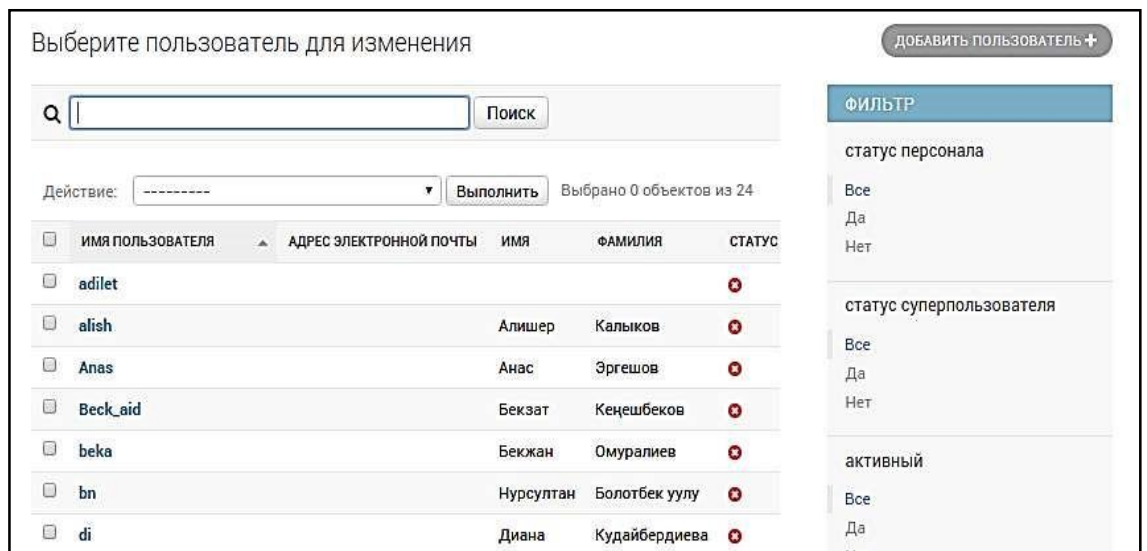 Выберите пользователь для изменения
ДОБАВИТЬ ПОЛЬЗОВАТЕЛЬ +
Поиск
Действие: --------- Выполнить Выбрано 0 объектов из 24
ИМЯ ПОЛЬЗОВАТЕЛЯ АДРЕС ЭЛЕКТРОННОЙ ПОЧТЫ ИМЯ ФАМИЛИЯ СТАТУС
adilet
alish Алишер Калыков
Anas Анас Эргешов
Beck_aid Бекзат Кеңешбеков
beka Бекжан Омуралиев
bn Нурсултан Болотбек уулу
di Диана Кудайбердиева
ФИЛЬТР
статус персонала
Все
Да
Нет
статус суперпользователя
Все
Да
Нет
активный
Все
Да